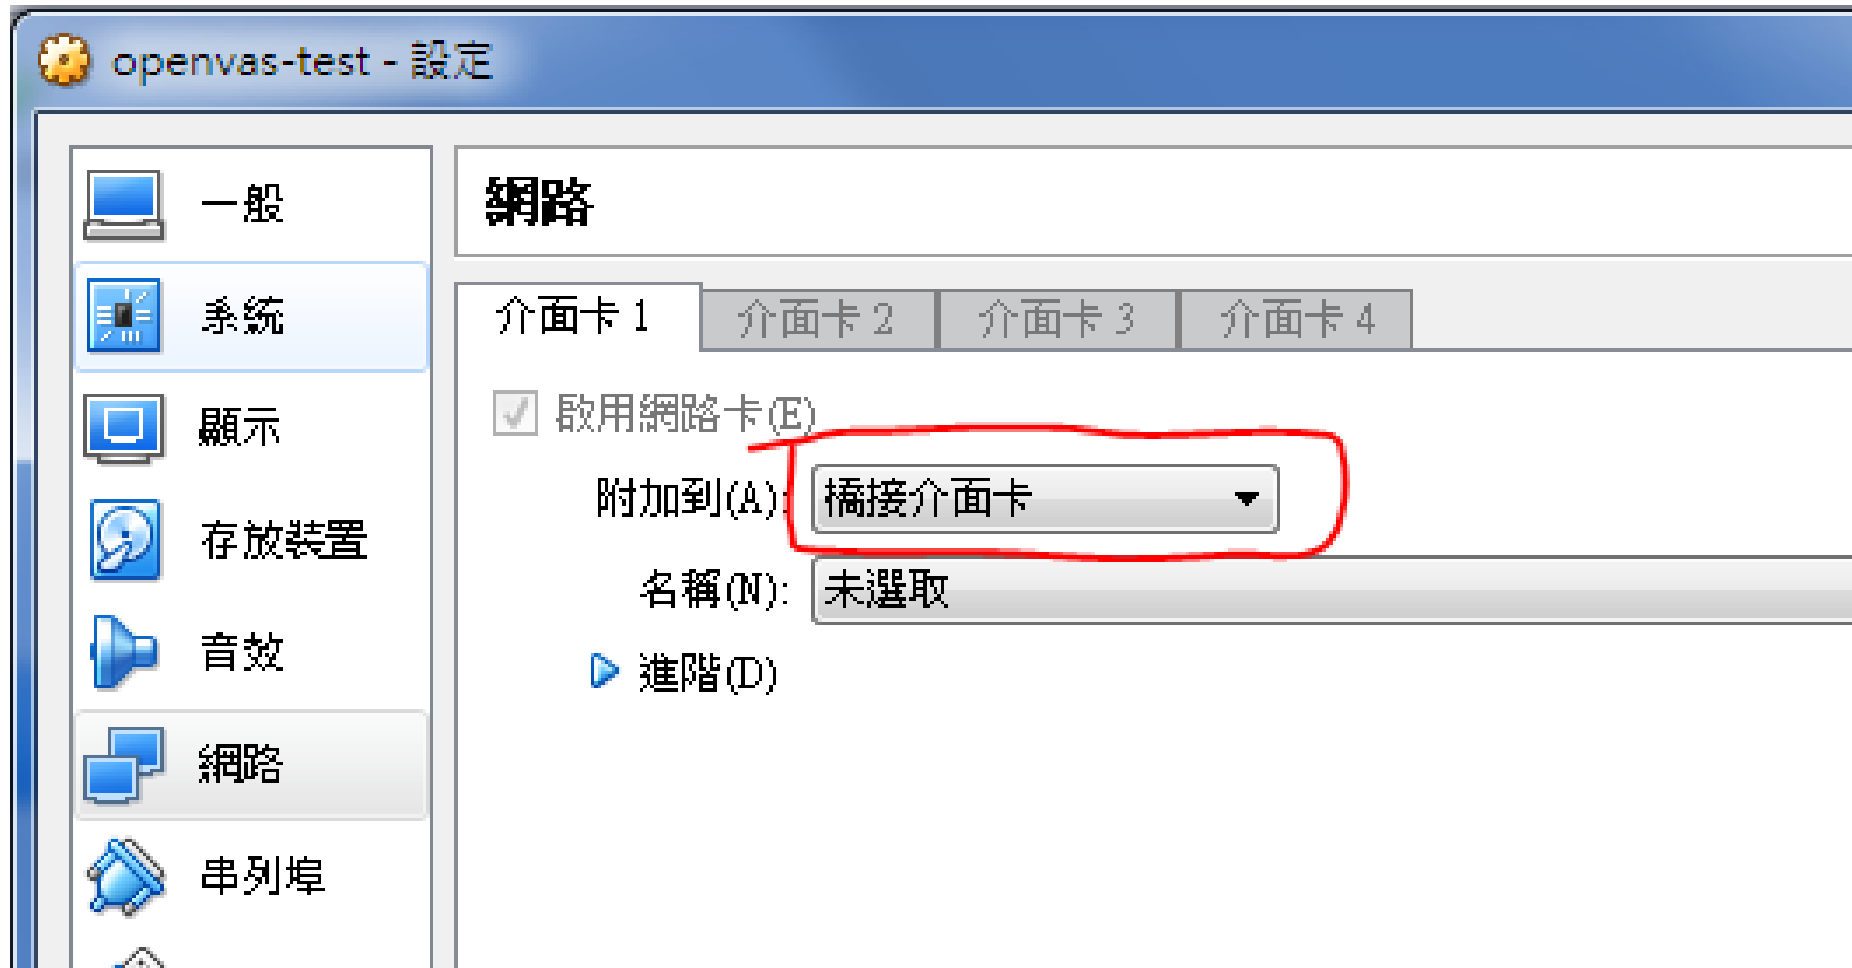 openvas-test - 設定
一般
系統
顯示
存放裝置
音效
網路
串列埠
網路
介面卡 1
介面卡 2
介面卡 3
介面卡 4
啟用網路卡(E)
附加到(A): 橋接介面卡
名稱(N): 未選取
進階(D)